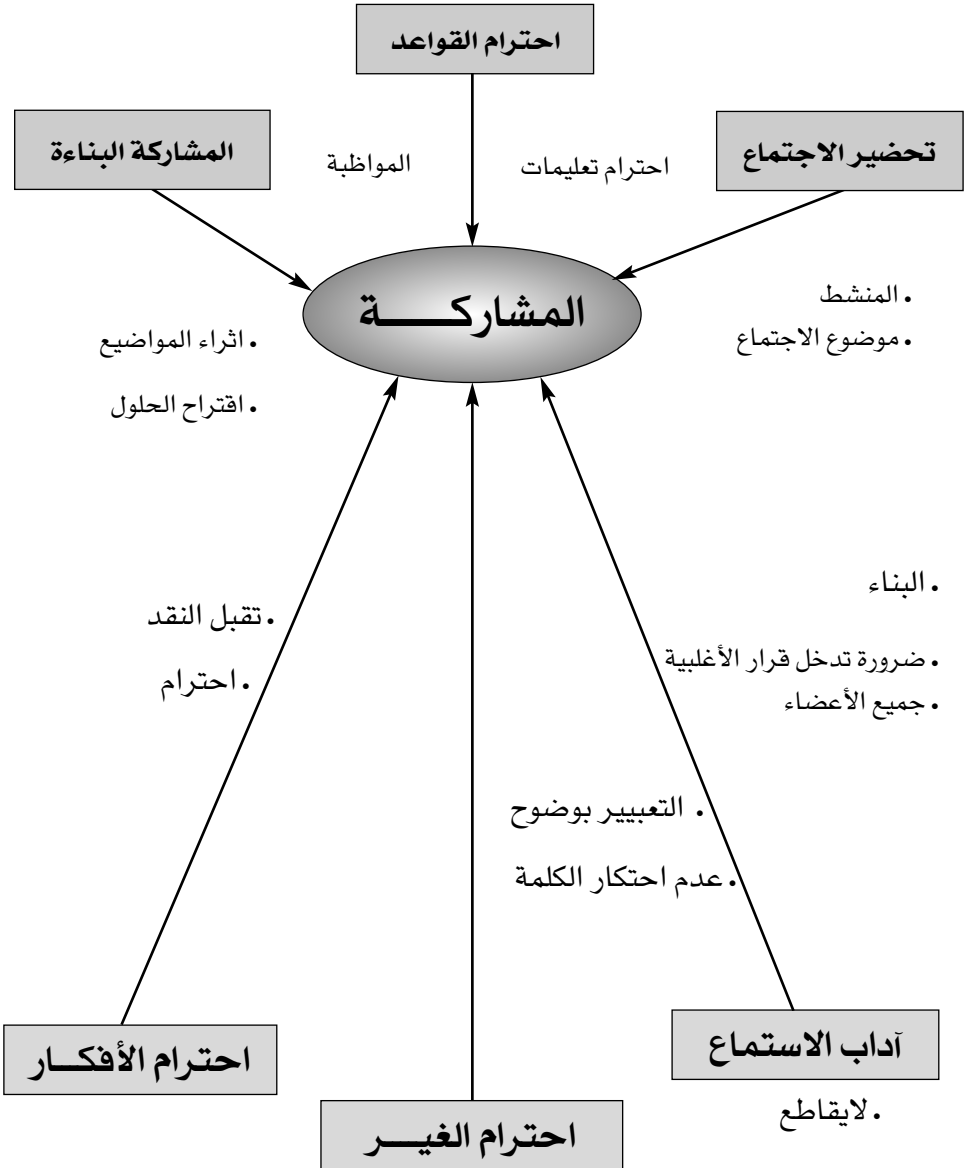 احترام القواعد
تحضير الاجتماع
المشاركة البناءة
احترام تعليمات
المواظبة
المشاركـــــة
. المنشط
. موضوع الاجتماع
. اثراء المواضيع
. اقتراح الحلول
. البناء
. ضرورة تدخل قرار الأغلبية
. جميع الأعضاء
. تقبل النقد
. احترام
. التعبيير بوضوح
. عدم احتكار الكلمة
آداب الاستماع
. لايقاطع
احترام الغيـــر
احترام الأفكـــار